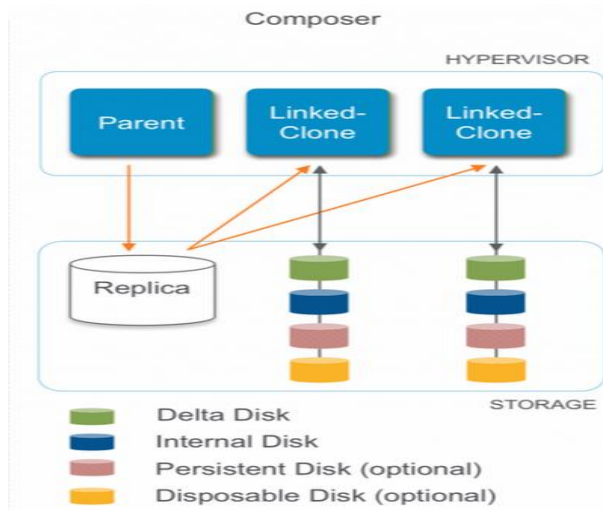 Composer
HYPERVISOR
Parent
Linked-
Clone
Linked-
Clone
Replica
STORAGE
Delta Disk
Internal Disk
Persistent Disk (optional)
Disposable Disk (optional)